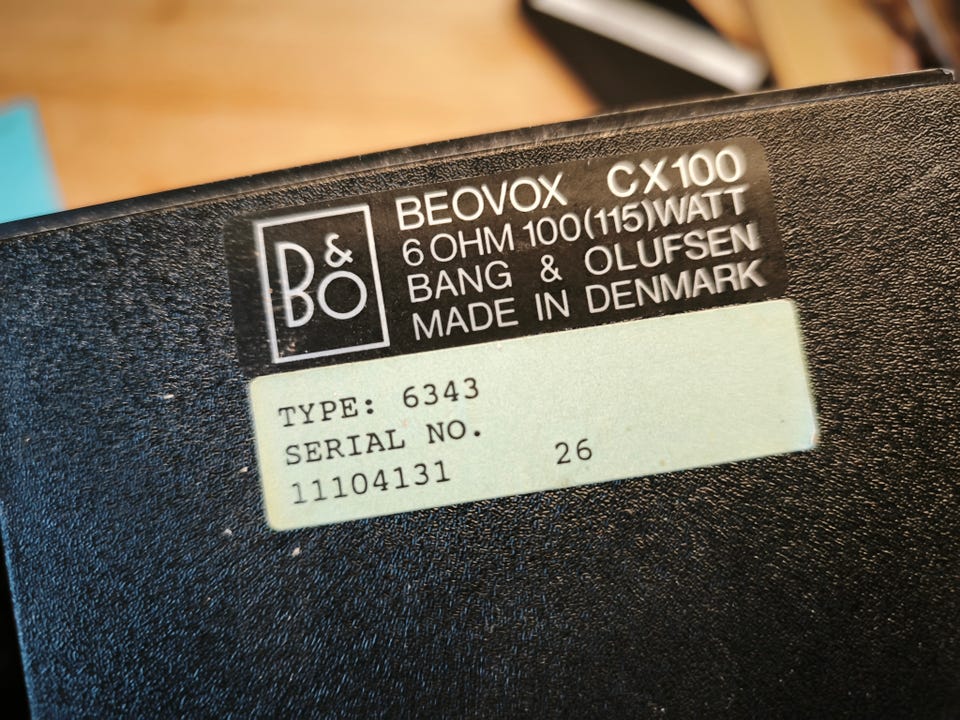 B&O
BEOVOX CX100
6 OHM 100(115)WATT
BANG & OLUFSEN
MADE IN DENMARK
TYPE: 6343
SERIAL NO.
11104131 26